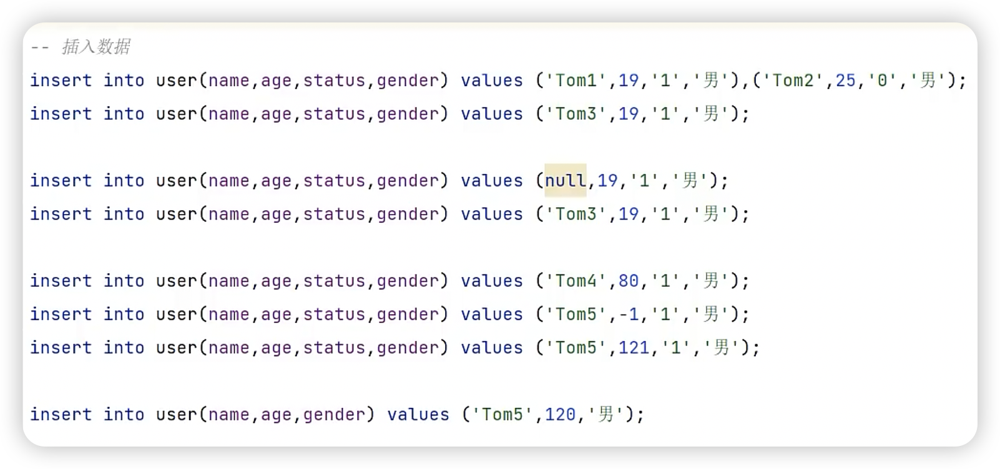 -- 插入数据
insert into user(name,age,status,gender) values ('Tom1',19,'1','男'),('Tom2',25,'0','男');
insert into user(name,age,status,gender) values ('Tom3',19,'1','男');
insert into user(name,age,status,gender) values (null,19,'1','男');
insert into user(name,age,status,gender) values ('Tom3',19,'1','男');
insert into user(name,age,status,gender) values ('Tom4',80,'1','男');
insert into user(name,age,status,gender) values ('Tom5',-1,'1','男');
insert into user(name,age,status,gender) values ('Tom5',121,'1','男');
insert into user(name,age,gender) values ('Tom5',120,'男');